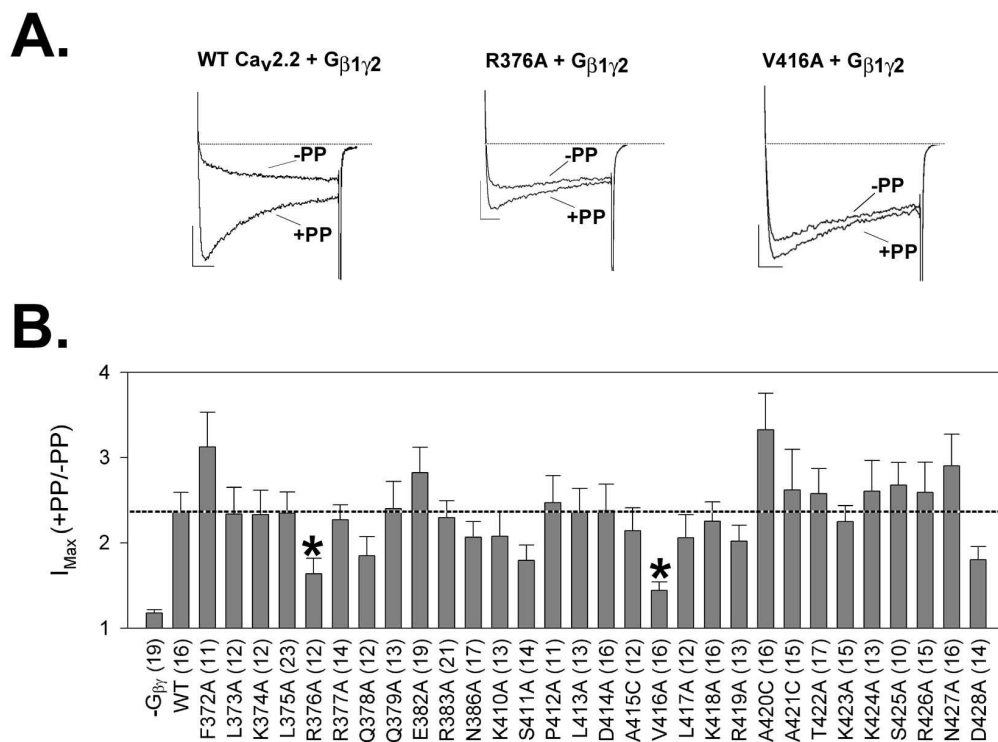 A.
WT Cav2.2 + Gβ1γ2
R376A + Gβ1γ2
V416A + Gβ1γ2
-PP
+PP
-PP
+PP
-PP
+PP
B.
IMax (+PP/-PP)
4
3
2
1
*
*
-Gβγ (19)
WT (16)
F372A (11)
L373A (12)
K374A (12)
L375A (23)
R376A (12)
R377A (14)
Q378A (12)
Q379A (13)
E382A (19)
R383A (21)
N386A (17)
K410A (13)
S411A (14)
P412A (11)
L413A (13)
D414A (16)
A415C (12)
V416A (16)
L417A (12)
K418A (16)
R419A (13)
A420C (16)
A421C (15)
T422A (17)
K423A (15)
K424A (13)
S425A (10)
R426A (15)
N427A (16)
D428A (14)